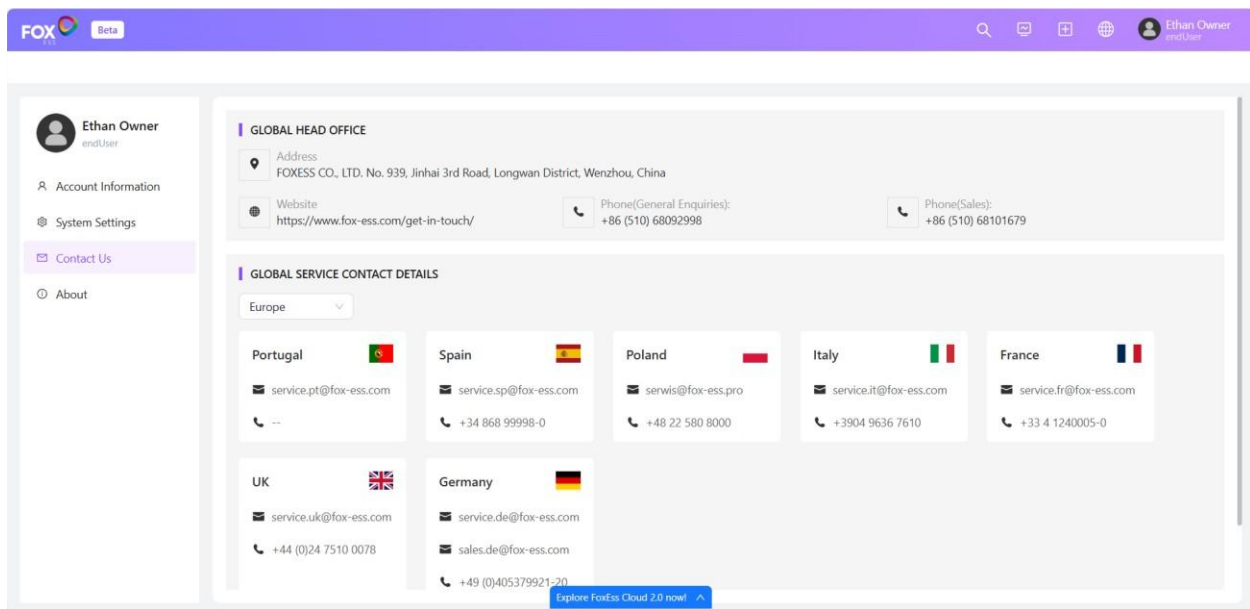 FOX ESS Beta
Ethan Owner
endUser
Ethan Owner
endUser
Account Information
System Settings
Contact Us
About
GLOBAL HEAD OFFICE
Address
FOXESS CO., LTD. No. 939, Jinhai 3rd Road, Longwan District, Wenzhou, China
Website
https://www.fox-ess.com/get-in-touch/
Phone(General Enquiries):
+86 (510) 68092998
Phone(Sales):
+86 (510) 68101679
GLOBAL SERVICE CONTACT DETAILS
Europe
Portugal
service.pt@fox-ess.com
--
Spain
service.sp@fox-ess.com
+34 868 99998-0
Poland
serwis@fox-ess.pro
+48 22 580 8000
Italy
service.it@fox-ess.com
+3904 9636 7610
France
service.fr@fox-ess.com
+33 4 1240005-0
UK
service.uk@fox-ess.com
+44 (0)24 7510 0078
Germany
service.de@fox-ess.com
sales.de@fox-ess.com
+49 (0)405379921-20
Explore FoxEss Cloud 2.0 now!